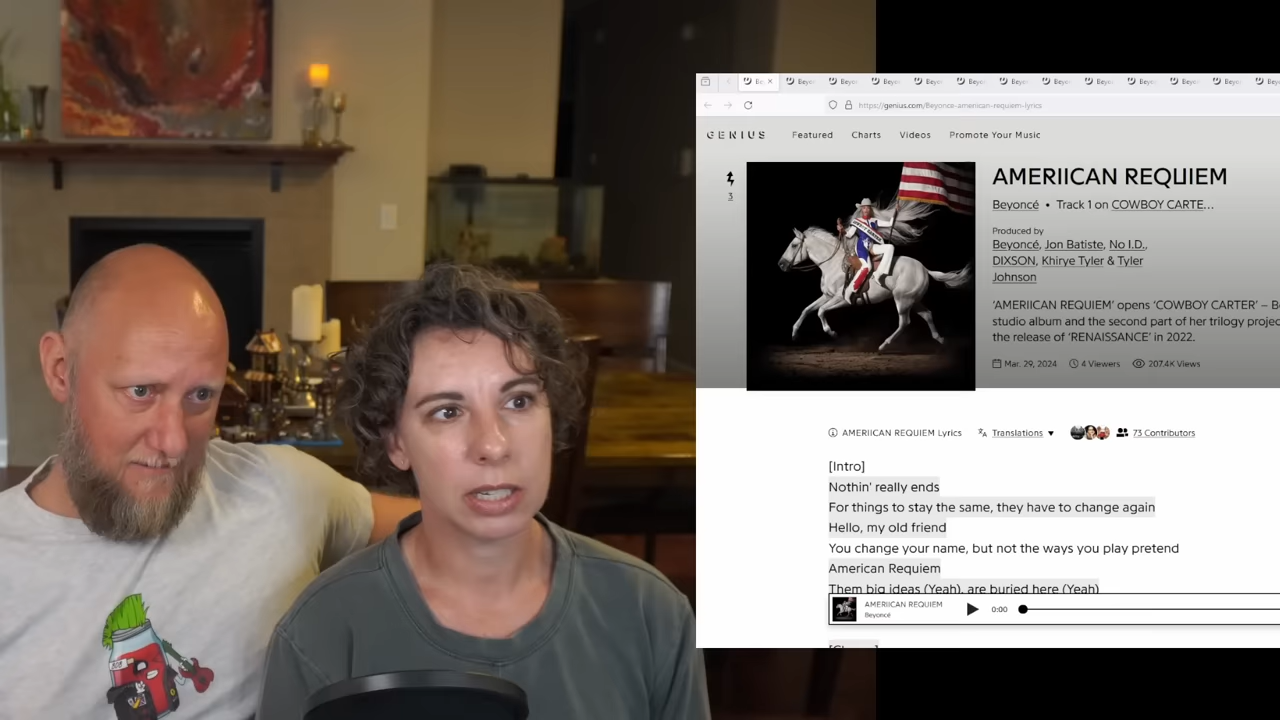 https://genius.com/Beyonce-american-requiem-lyrics
GENIUS Featured Charts Videos Promote Your Music
3
AMERIICAN REQUIEM
Beyoncé • Track 1 on COWBOY CARTE...
Produced by
Beyoncé, Jon Batiste, No I.D.,
DIXSON, Khirye Tyler & Tyler
Johnson
‘AMERIICAN REQUIEM’ opens ‘COWBOY CARTER’ –
studio album and the second part of her trilogy
the release of ‘RENAISSANCE’ in 2022.
Mar. 29, 2024 4 Viewers 207.4K Views
AMERIICAN REQUIEM Lyrics Translations 73 Contributors
[Intro]
Nothin' really ends
For things to stay the same, they have to change again
Hello, my old friend
You change your name, but not the ways you play pretend
American Requiem
Them big ideas (Yeah), are buried here (Yeah)
AMERIICAN REQUIEM
Beyoncé
0:00